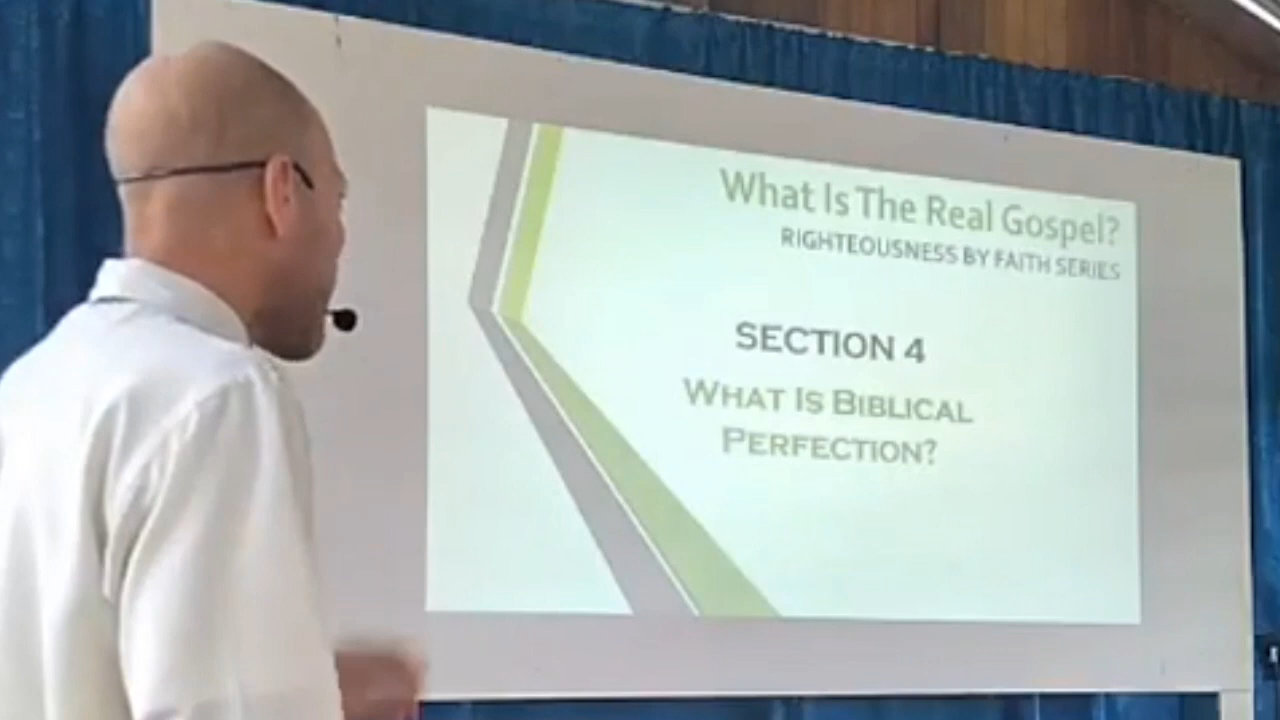 What Is The Real Gospel?
RIGHTEOUSNESS BY FAITH SERIES
SECTION 4
WHAT IS BIBLICAL
PERFECTION?